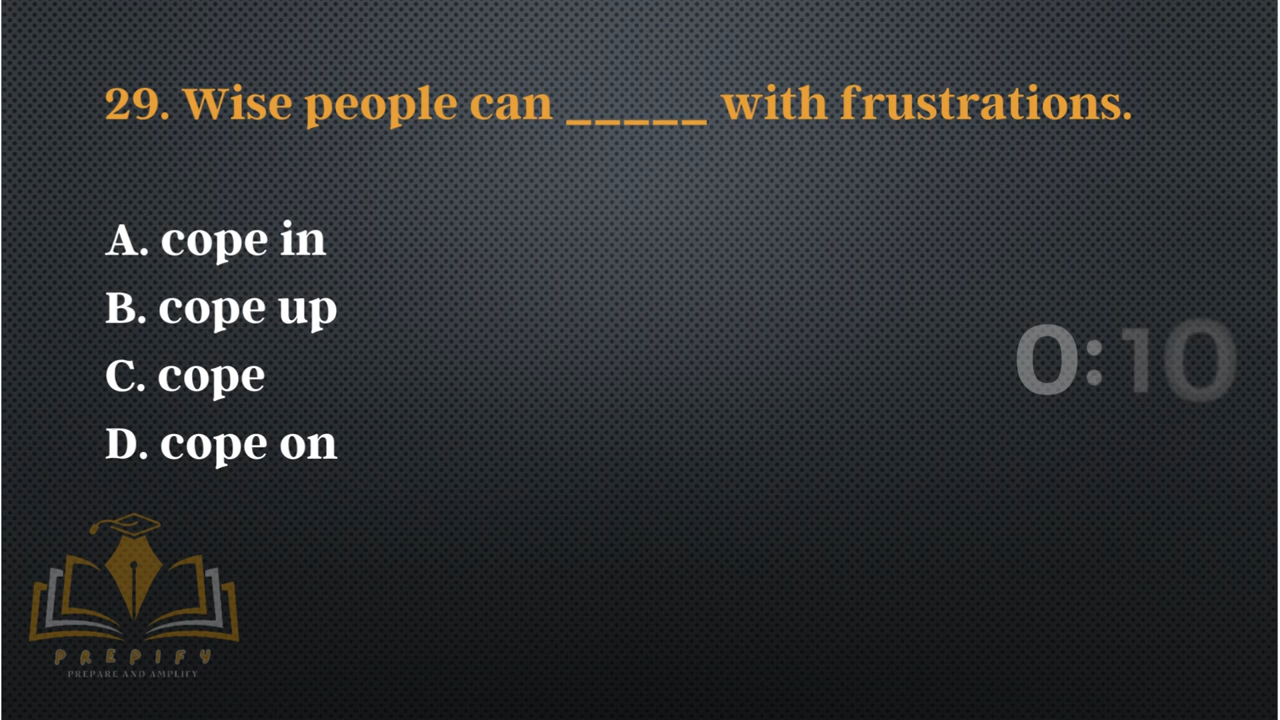 29. Wise people can _____ with frustrations.
A. cope in
B. cope up
C. cope
D. cope on
0:10
PREPIFY
PREPARE AND AMPLIFY